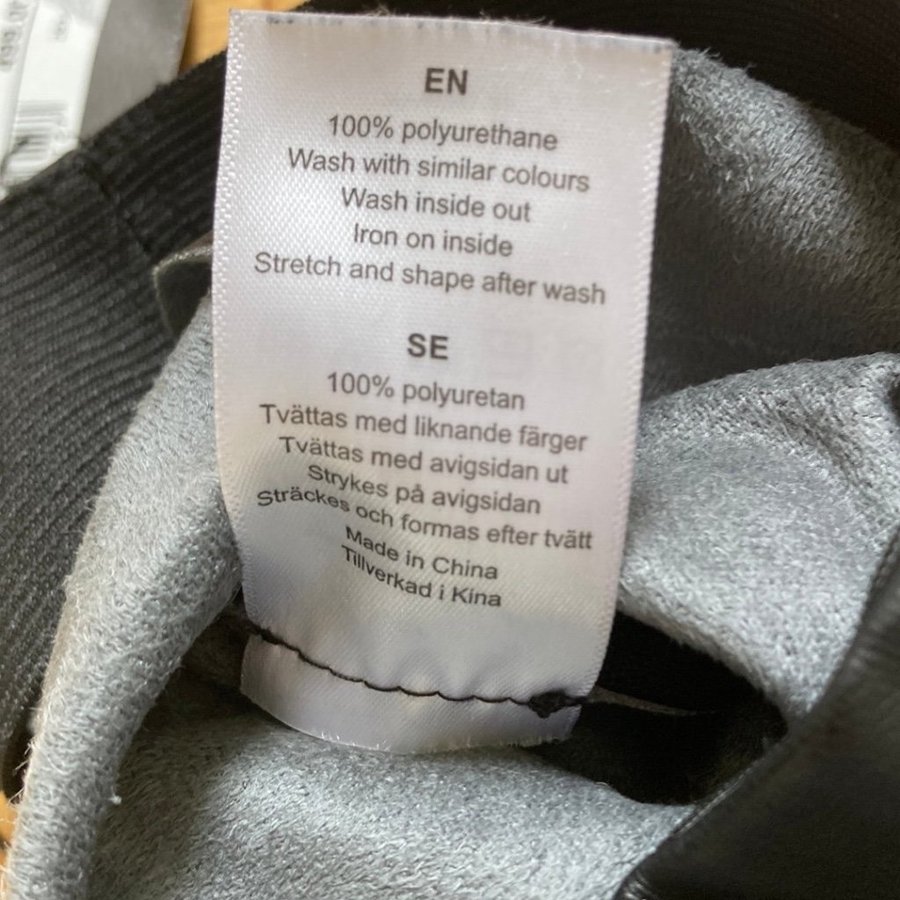 EN
100% polyurethane
Wash with similar colours
Wash inside out
Iron on inside
Stretch and shape after wash
SE
100% polyuretan
Tvättas med liknande färger
Tvättas med avigsidan ut
Strykes på avigsidan
Sträckes och formas efter tvätt
Made in China
Tillverkad i Kina